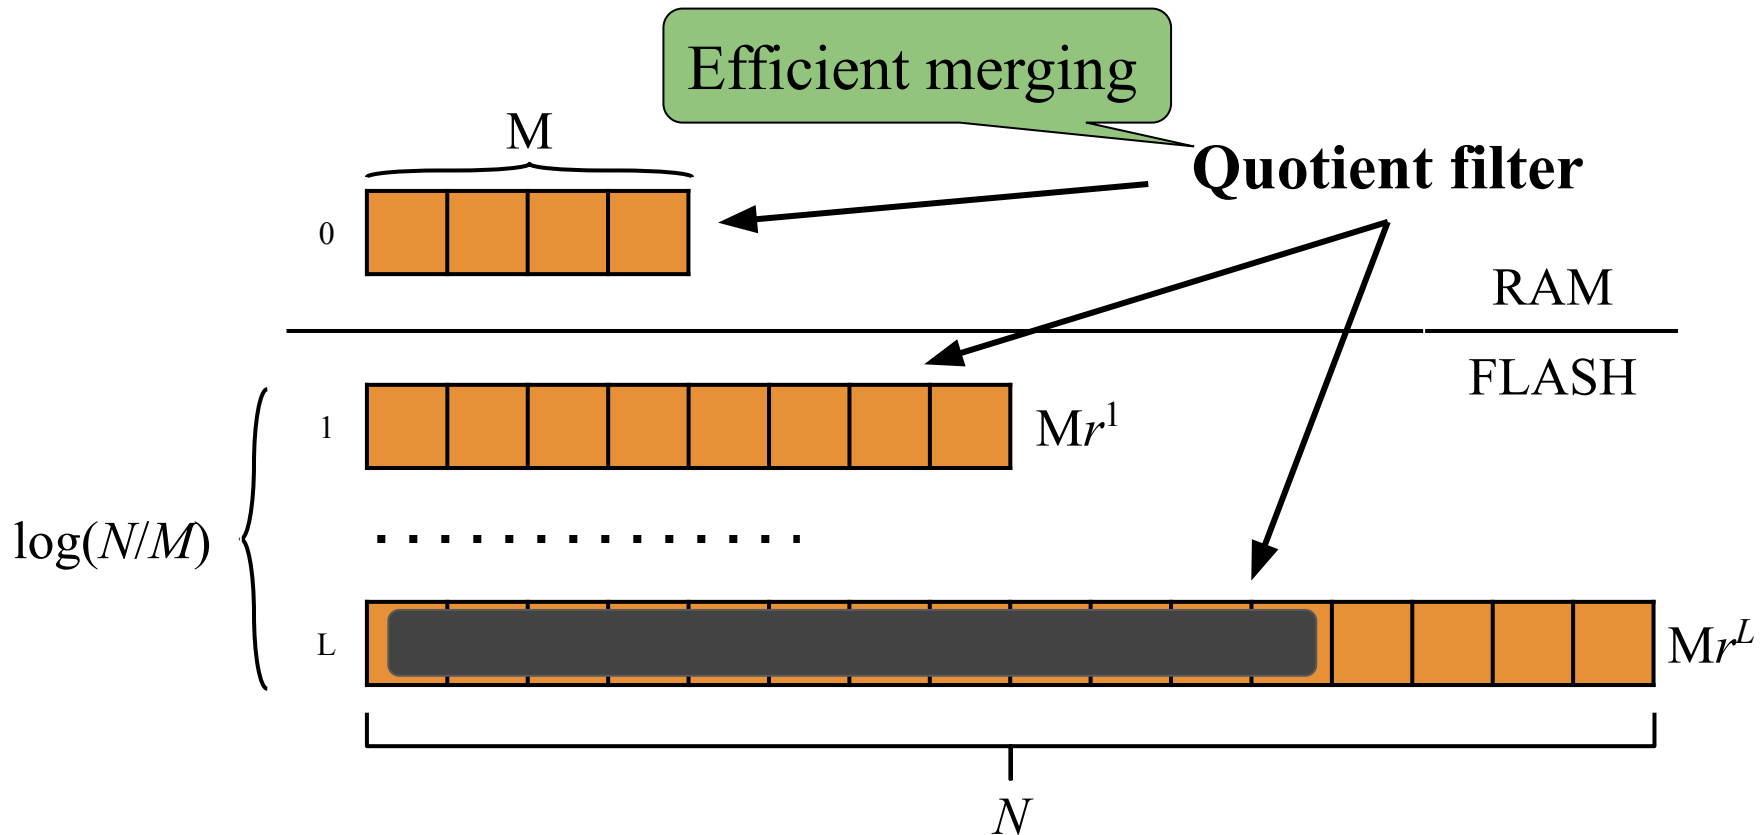 Efficient merging
M
Quotient filter
0
RAM
FLASH
1
Mr¹
log(N/M)
L
Mrᴸ
N